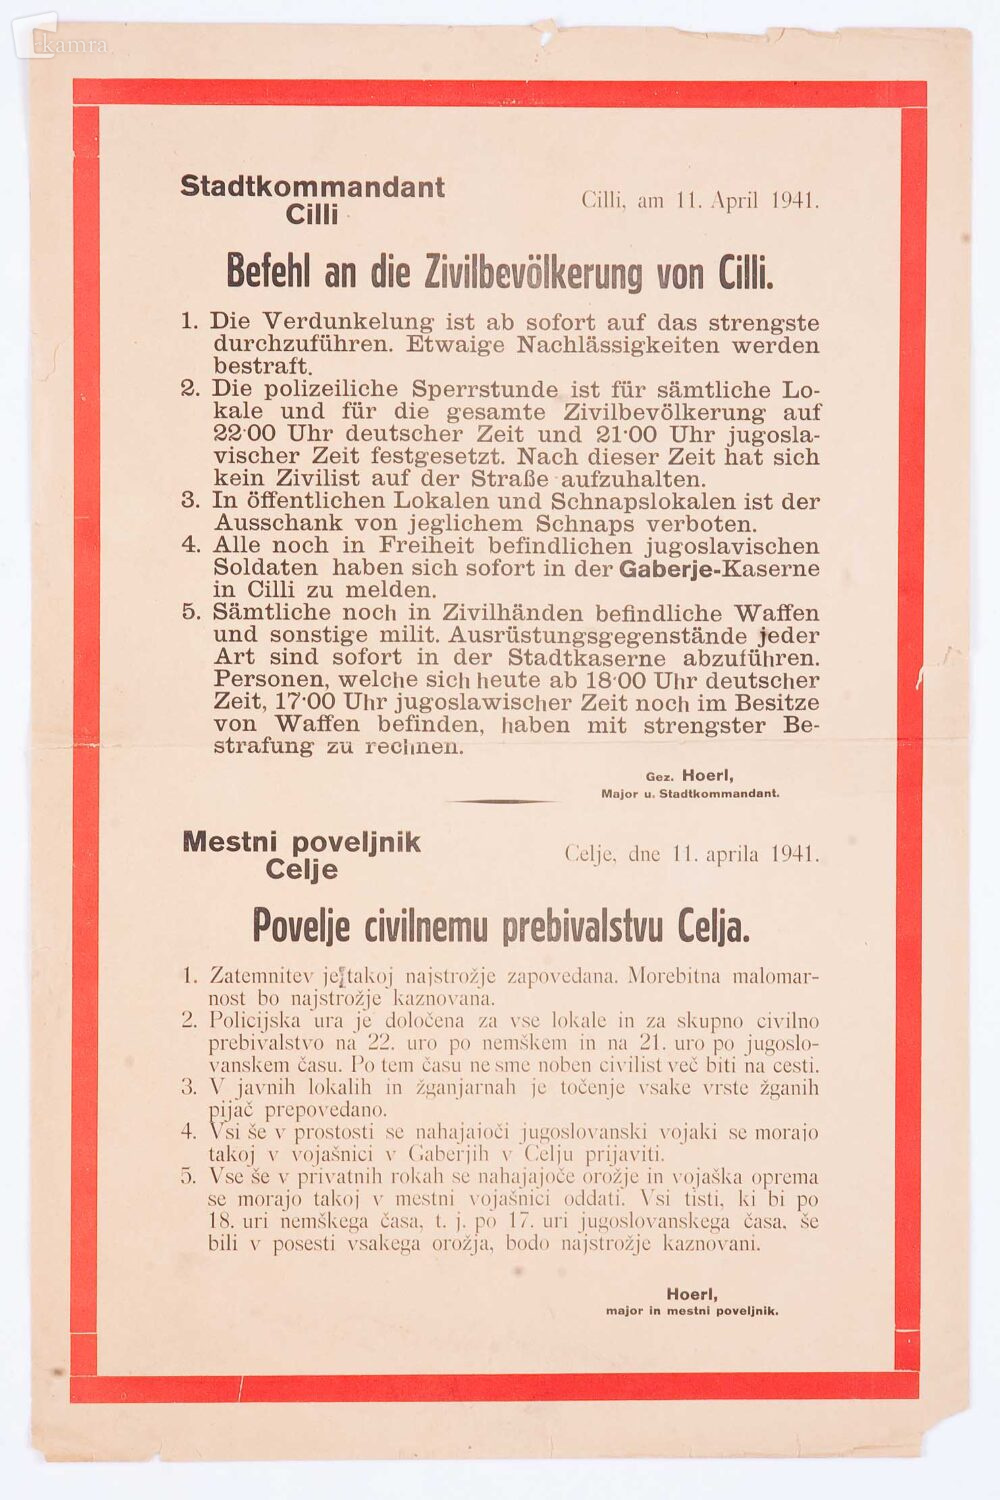 kamra
Stadtkommandant
Cilli
Cilli, am 11. April 1941.
Befehl an die Zivilbevölkerung von Cilli.
1. Die Verdunkelung ist ab sofort auf das strengste
durchzuführen. Etwaige Nachlässigkeiten werden
bestraft.
2. Die polizeiliche Sperrstunde ist für sämtliche Lo-
kale und für die gesamte Zivilbevölkerung auf
22·00 Uhr deutscher Zeit und 21·00 Uhr jugosla-
vischer Zeit festgesetzt. Nach dieser Zeit hat sich
kein Zivilist auf der Straße aufzuhalten.
3. In öffentlichen Lokalen und Schnapslokalen ist der
Ausschank von jeglichem Schnaps verboten.
4. Alle noch in Freiheit befindlichen jugoslavischen
Soldaten haben sich sofort in der Gaberje-Kaserne
in Cilli zu melden.
5. Sämtliche noch in Zivilhänden befindliche Waffen
und sonstige milit. Ausrüstungsgegenstände jeder
Art sind sofort in der Stadtkaserne abzuführen.
Personen, welche sich heute ab 18·00 Uhr deutscher
Zeit, 17·00 Uhr jugoslawischer Zeit noch im Besitze
von Waffen befinden, haben mit strengster Be-
strafung zu rechnen.
Gez. Hoerl,
Major u. Stadtkommandant.
Mestni poveljnik
Celje
Celje, dne 11. aprila 1941.
Povelje civilnemu prebivalstvu Celja.
1. Zatemnitev je takoj najstrožje zapovedana. Morebitna malomar-
nost bo najstrožje kaznovana.
2. Policijska ura je določena za vse lokale in za skupno civilno
prebivalstvo na 22. uro po nemškem in na 21. uro po jugoslo-
vanskem času. Po tem času ne sme noben civilist več biti na cesti.
3. V javnih lokalih in žganjarnah je točenje vsake vrste žganih
pijač prepovedano.
4. Vsi še v prostosti se nahajaioči jugoslovanski vojaki se morajo
takoj v vojašnici v Gaberjih v Celju prijaviti.
5. Vse še v privatnih rokah se nahajajoče orožje in vojaška oprema
se morajo takoj v mestni vojašnici oddati. Vsi tisti, ki bi po
18. uri nemškega časa, t. j. po 17. uri jugoslovanskega časa, še
bili v posesti vsakega orožja, bodo najstrožje kaznovani.
Hoerl,
major in mestni poveljnik.